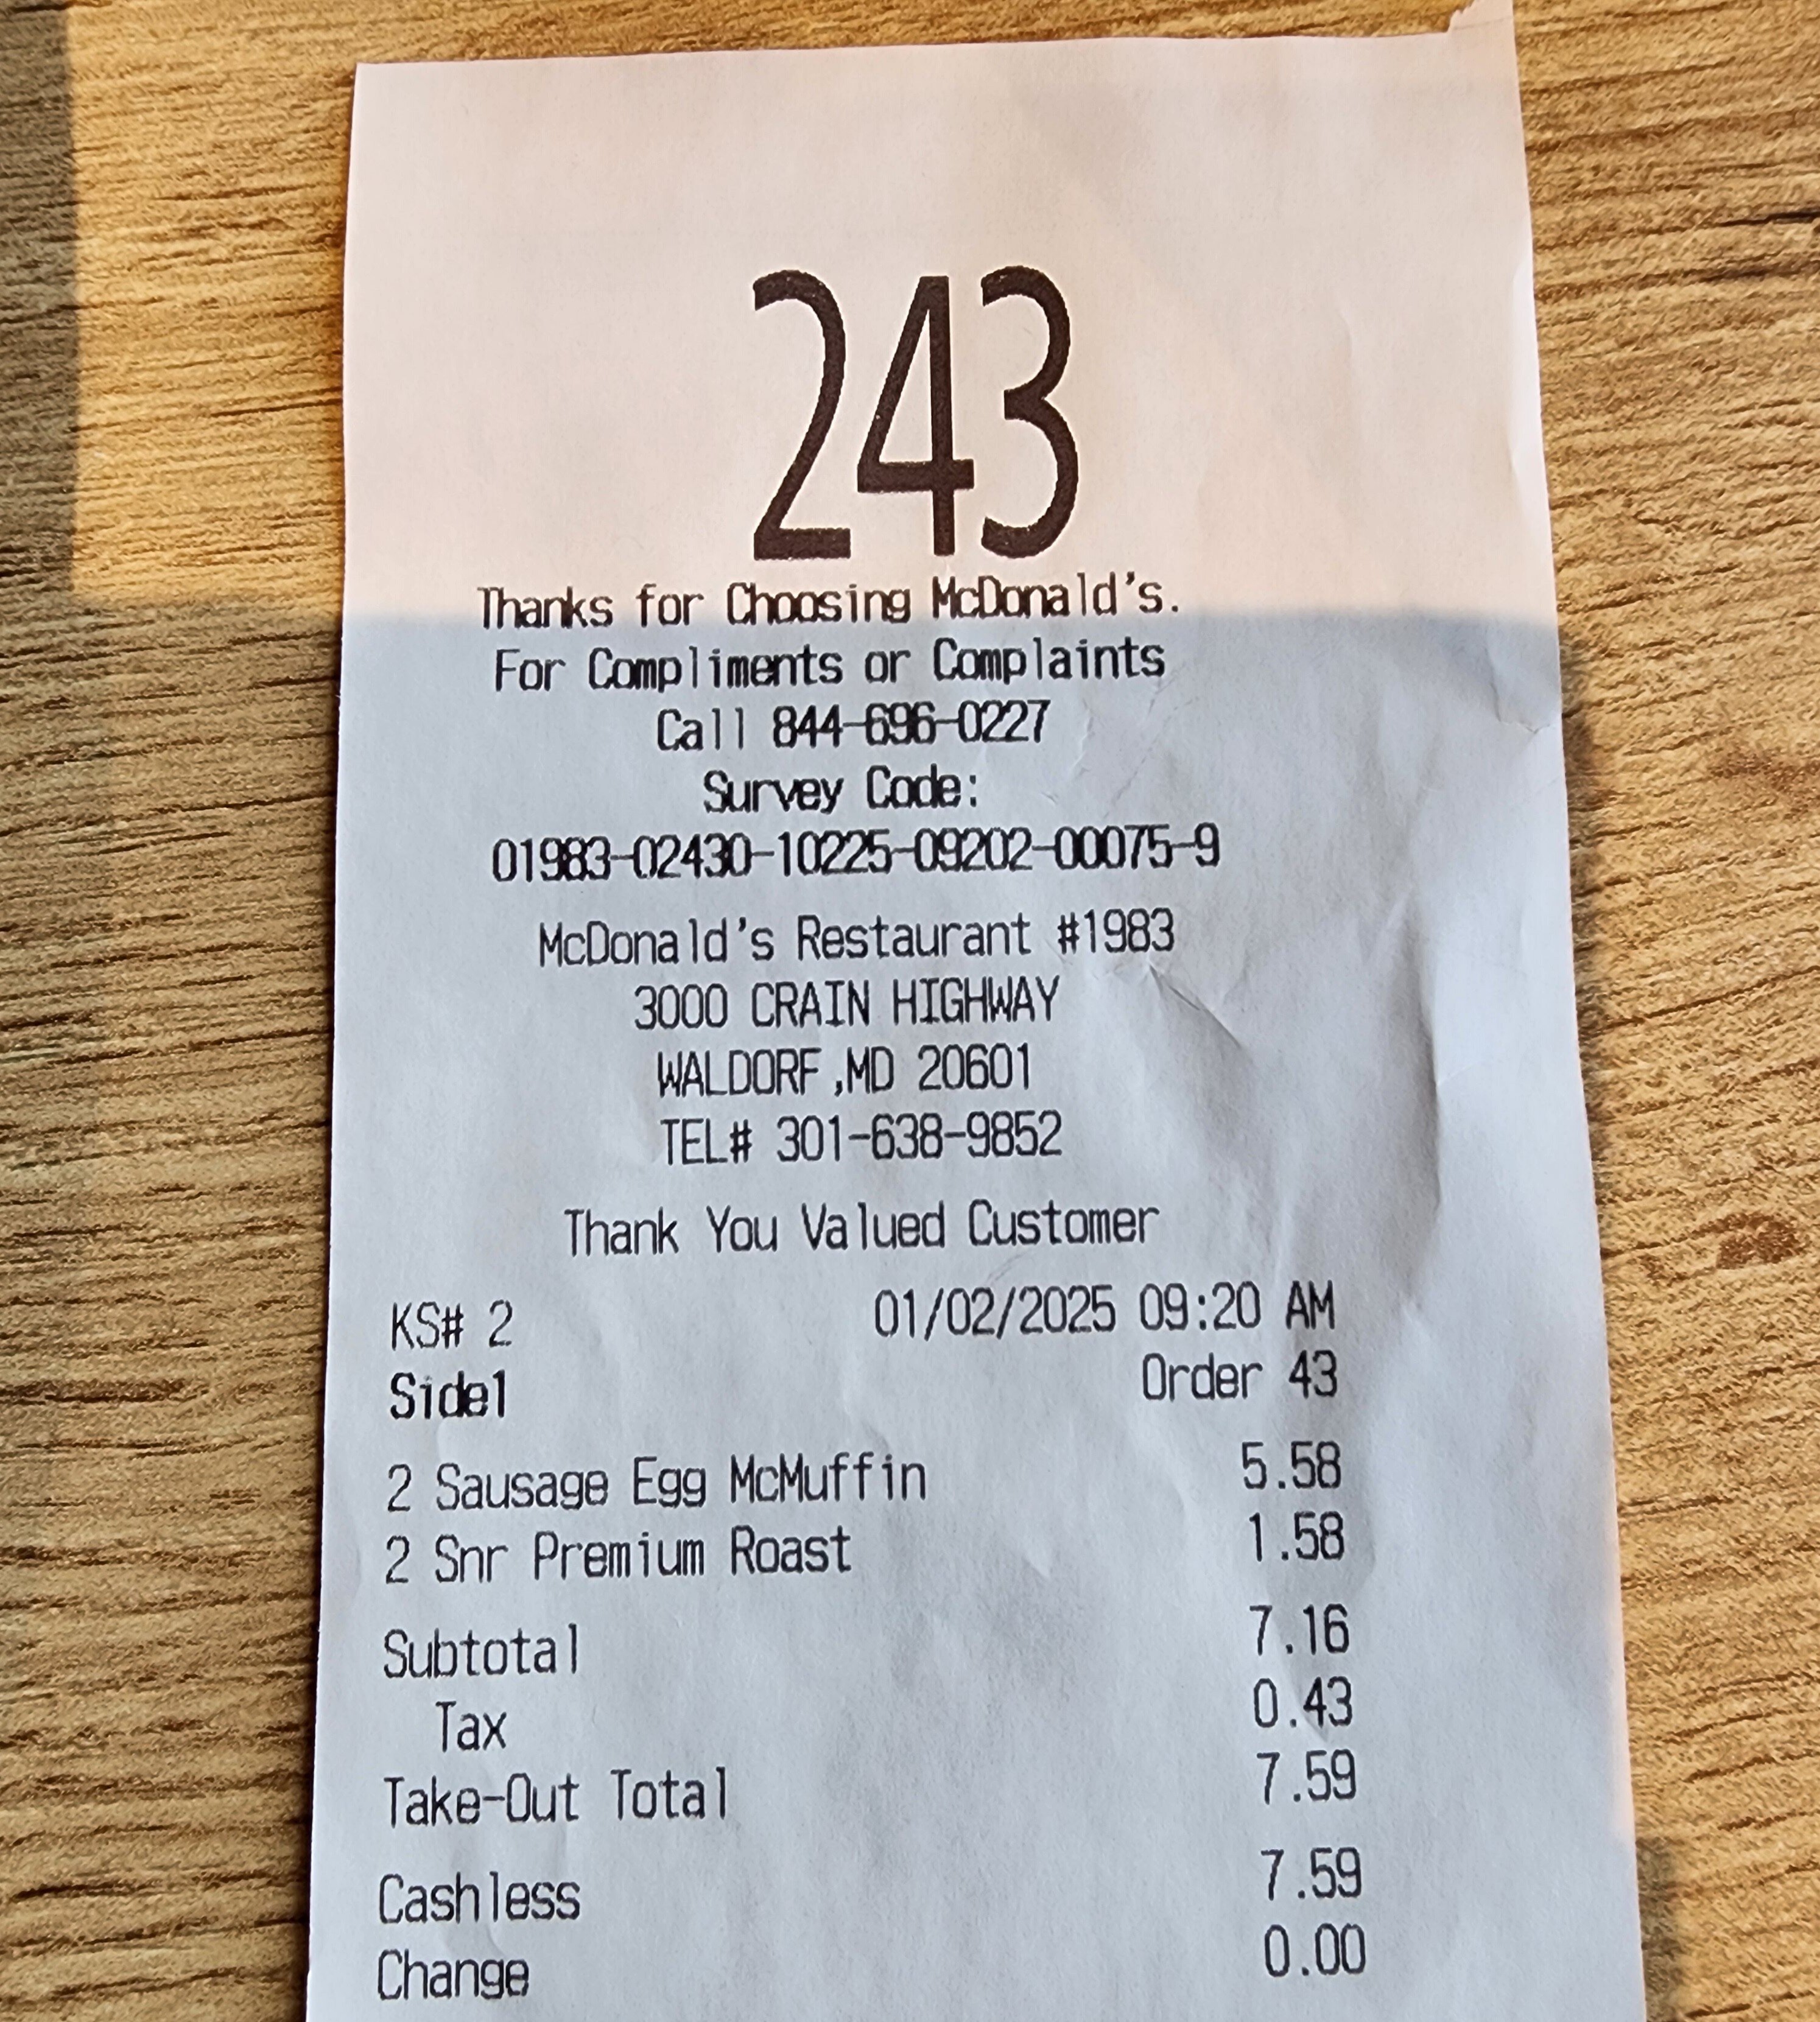 243
Thanks for Choosing McDonald's.
For Compliments or Complaints
Call 844-696-0227
Survey Code:
01983-02430-10225-09202-00075-9
McDonald's Restaurant #1983
3000 CRAIN HIGHWAY
WALDORF ,MD 20601
TEL# 301-638-9852
Thank You Valued Customer
KS# 2 01/02/2025 09:20 AM
Side1 Order 43
2 Sausage Egg McMuffin 5.58
2 Snr Premium Roast 1.58
Subtotal 7.16
Tax 0.43
Take-Out Total 7.59
Cashless 7.59
Change 0.00